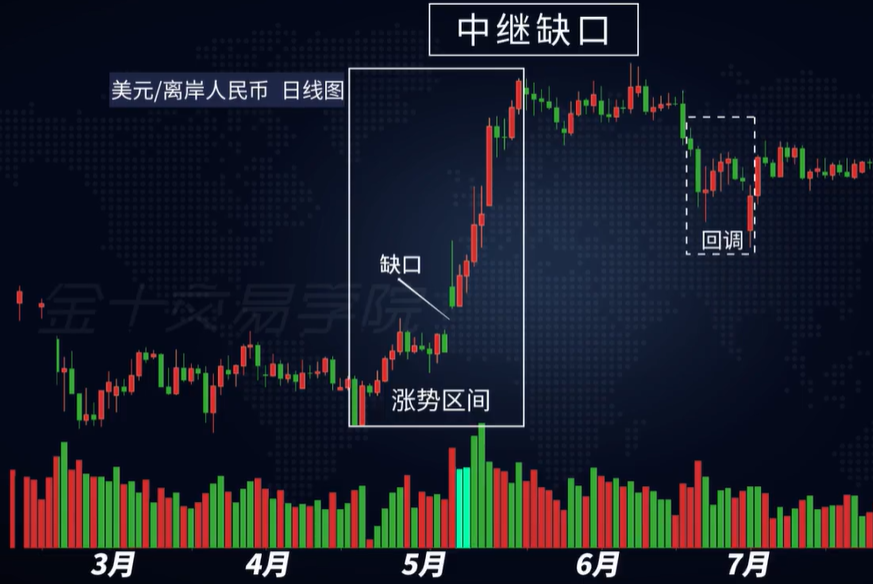 中继缺口
美元/离岸人民币 日线图
缺口
回调
金十交易学院
涨势区间
3月 4月 5月 6月 7月